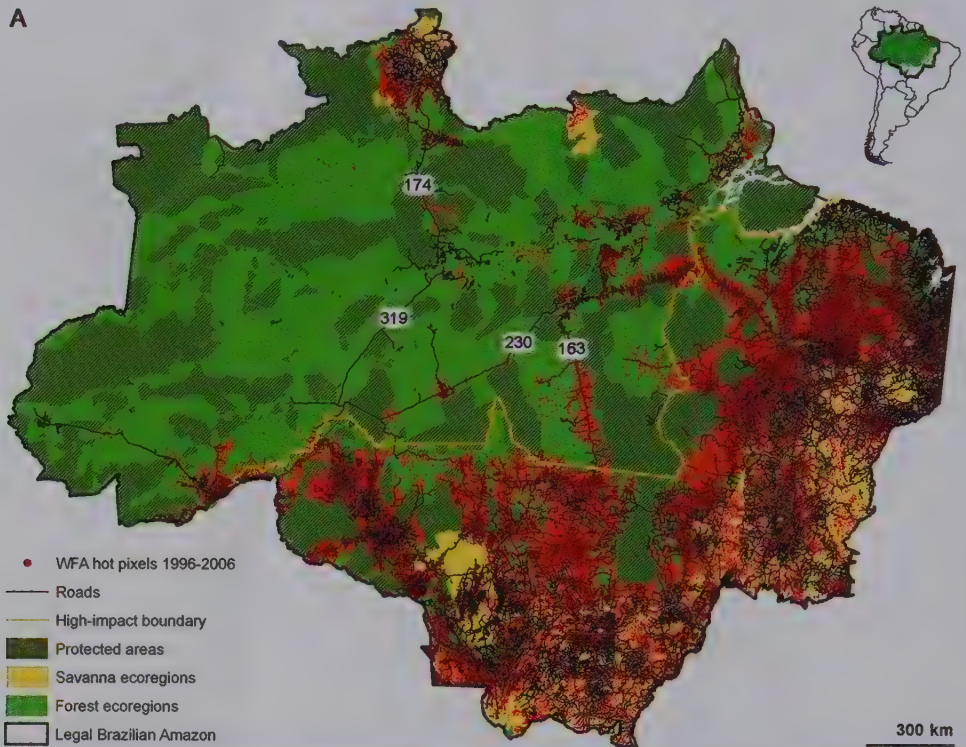 A
174
319
230
163
WFA hot pixels 1996-2006
Roads
High-impact boundary
Protected areas
Savanna ecoregions
Forest ecoregions
Legal Brazilian Amazon
300 km